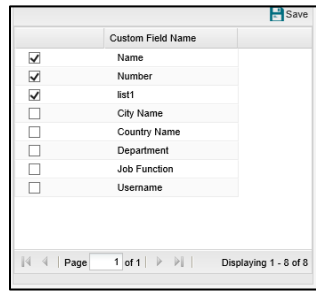 Save
Custom Field Name
Name
Number
list1
City Name
Country Name
Department
Job Function
Username
Page 1 of 1 Displaying 1 - 8 of 8